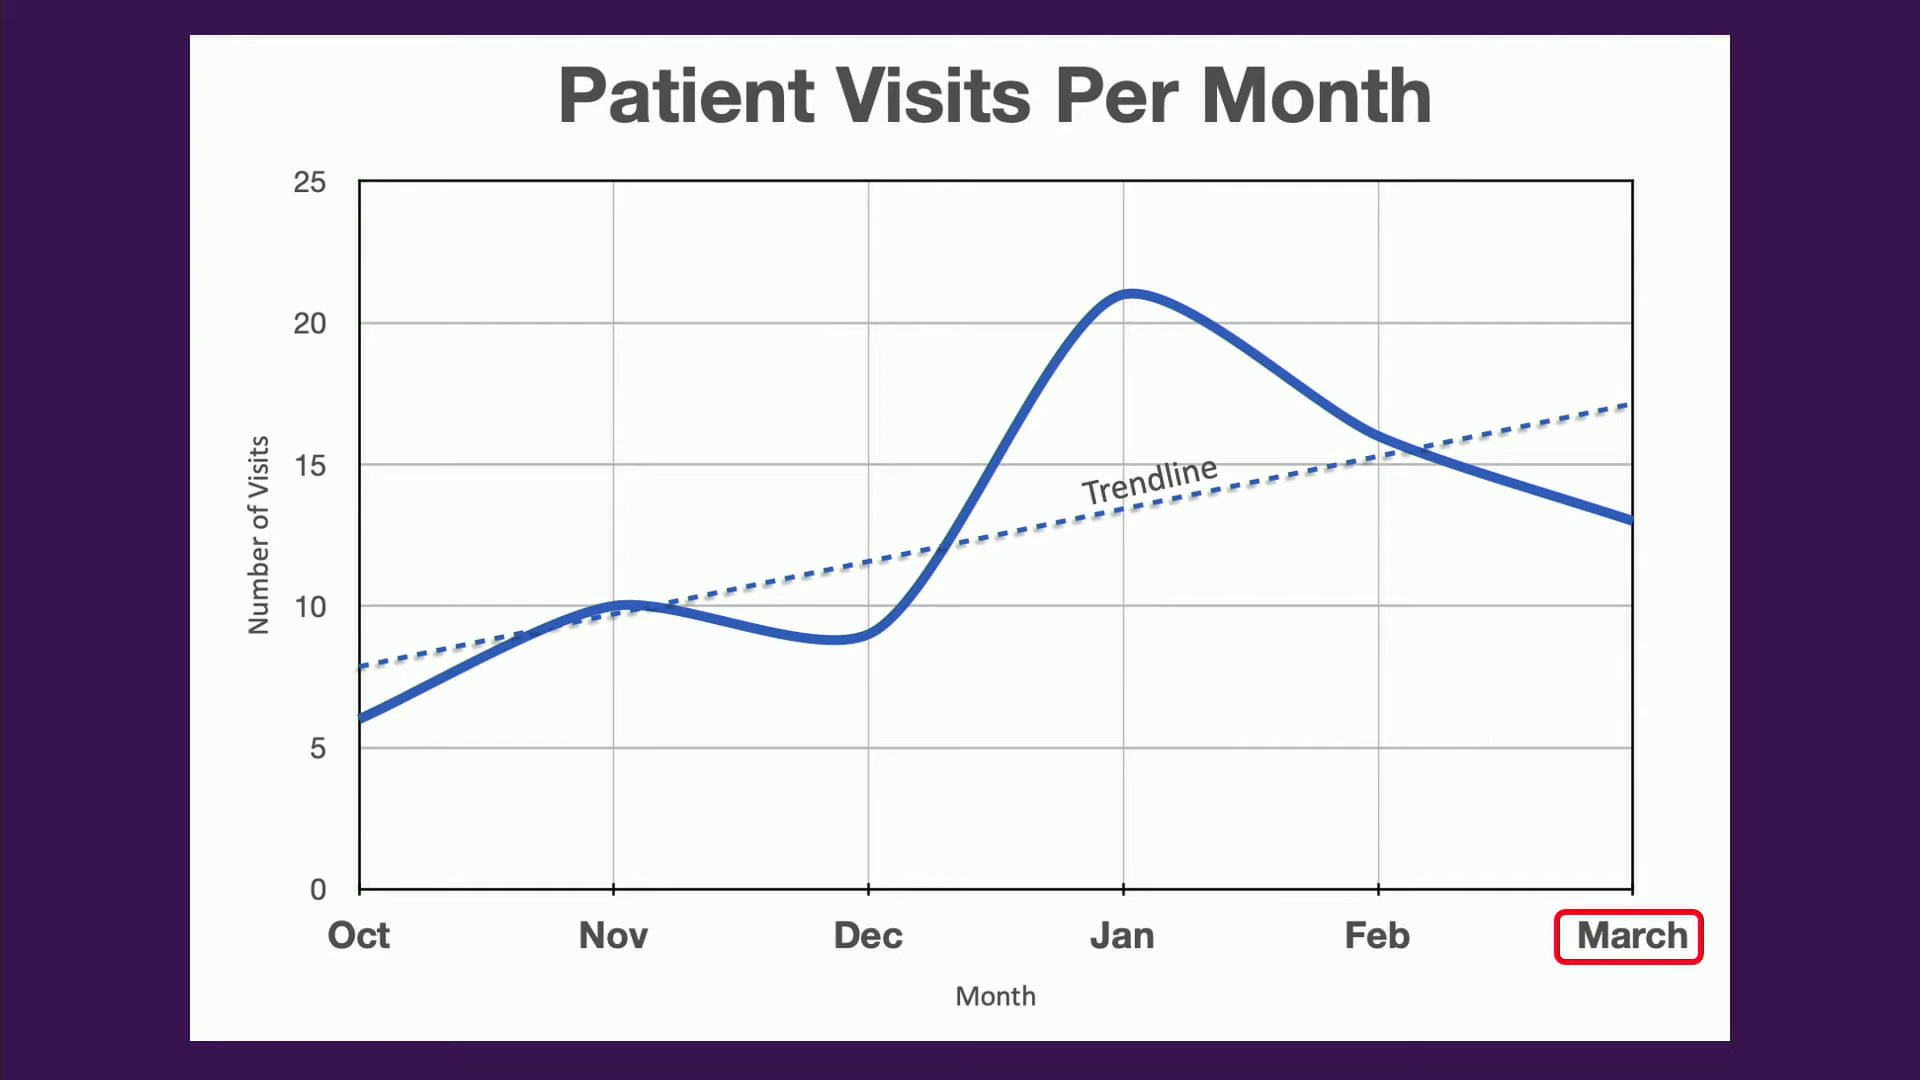 Patient Visits Per Month
25
20
15
10
5
0
Number of Visits
Trendline
Oct Nov Dec Jan Feb March
Month